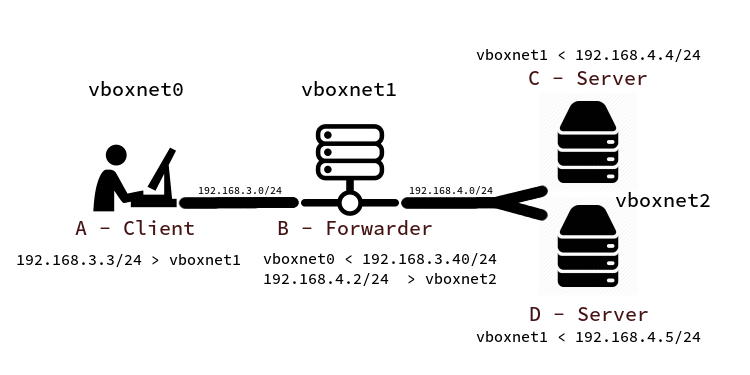 vboxnet1 < 192.168.4.4/24
C - Server
vboxnet0
vboxnet1
192.168.3.0/24
192.168.4.0/24
vboxnet2
A - Client
B - Forwarder
192.168.3.3/24 > vboxnet1
vboxnet0 < 192.168.3.40/24
192.168.4.2/24  > vboxnet2
D - Server
vboxnet1 < 192.168.4.5/24